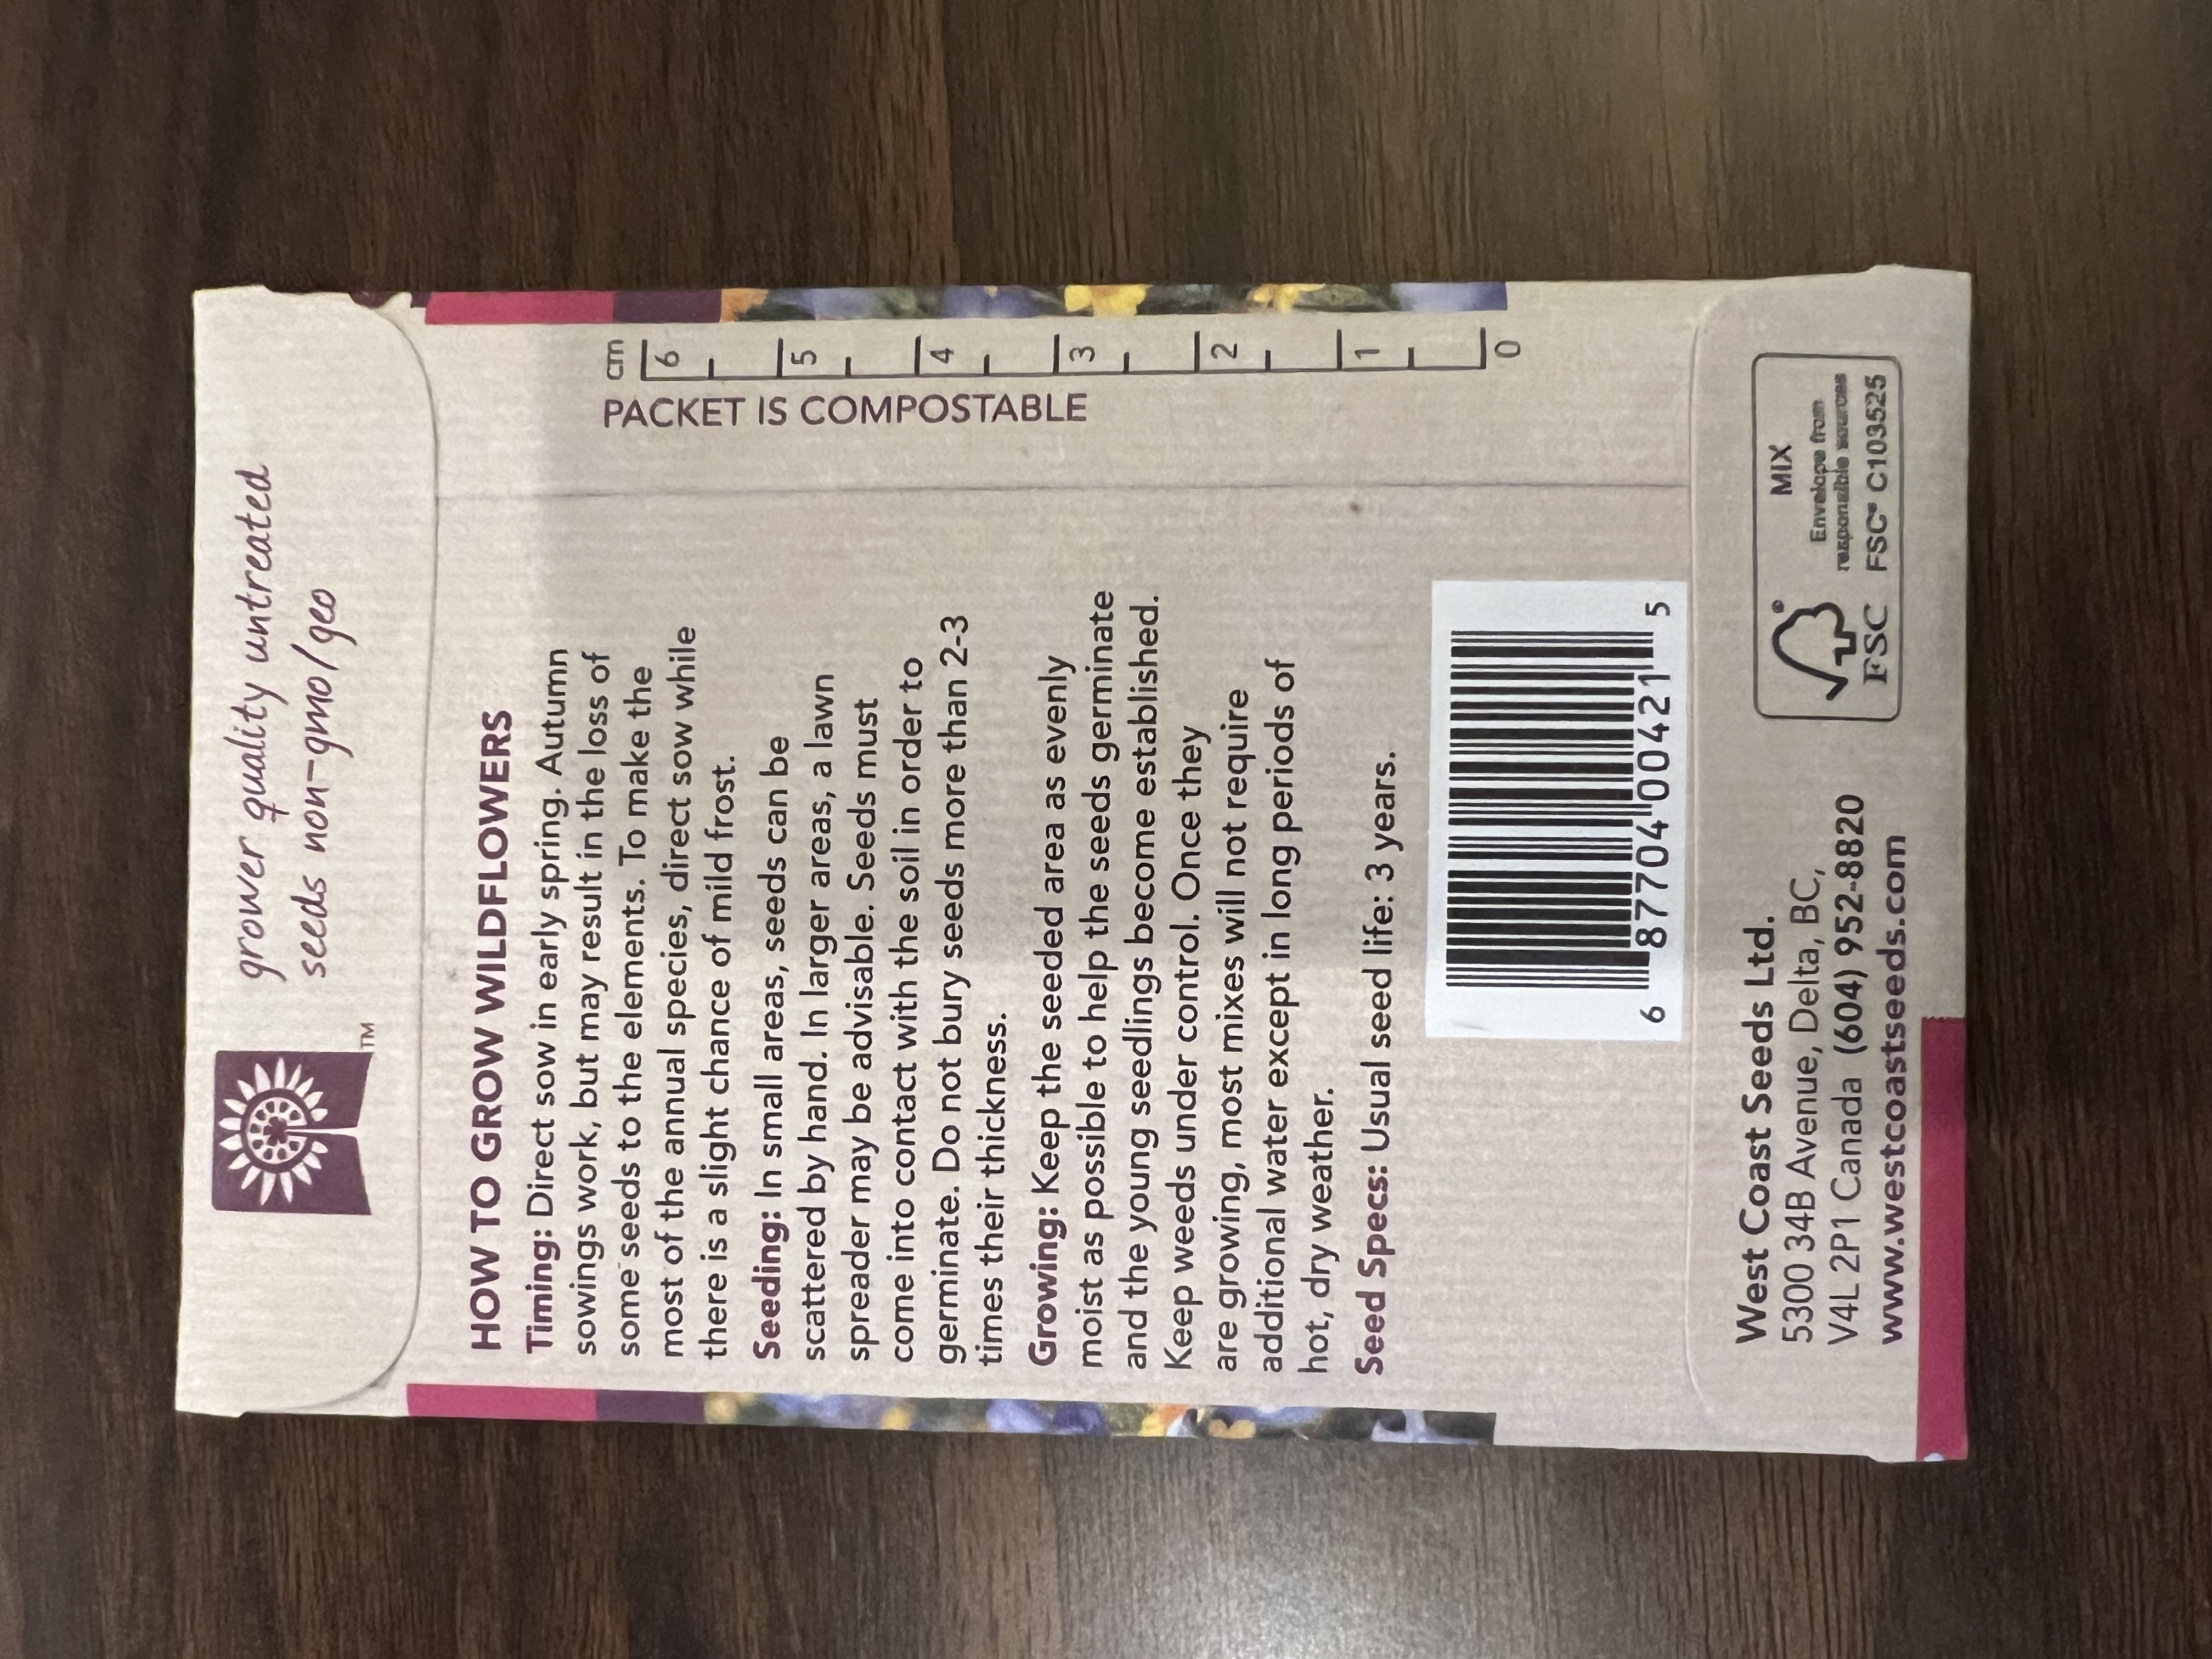 grower quality untreated
seeds non-gmo/geo
TM
HOW TO GROW WILDFLOWERS
Timing: Direct sow in early spring. Autumn
sowings work, but may result in the loss of
some seeds to the elements. To make the
most of the annual species, direct sow while
there is a slight chance of mild frost.
Seeding: In small areas, seeds can be
scattered by hand. In larger areas, a lawn
spreader may be advisable. Seeds must
come into contact with the soil in order to
germinate. Do not bury seeds more than 2-3
times their thickness.
Growing: Keep the seeded area as evenly
moist as possible to help the seeds germinate
and the young seedlings become established.
Keep weeds under control. Once they
are growing, most mixes will not require
additional water except in long periods of
hot, dry weather.
Seed Specs: Usual seed life: 3 years.
PACKET IS COMPOSTABLE
cm
6
5
4
3
2
1
0
6 87704 00421 5
West Coast Seeds Ltd.
5300 34B Avenue, Delta, BC,
V4L 2P1 Canada (604) 952-8820
www.westcoastseeds.com
®
FSC
MIX
Envelope from
responsible sources
FSC® C103525